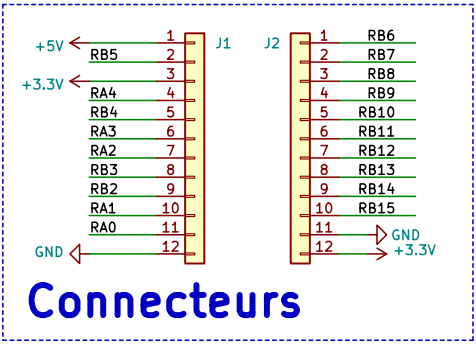 J1 J2
+5V 1 1 RB6
RB5 2 2 RB7
+3.3V 3 3 RB8
RA4 4 4 RB9
RB4 5 5 RB10
RA3 6 6 RB11
RA2 7 7 RB12
RB3 8 8 RB13
RB2 9 9 RB14
RA1 10 10 RB15
RA0 11 11 GND
GND 12 12 +3.3V
Connecteurs